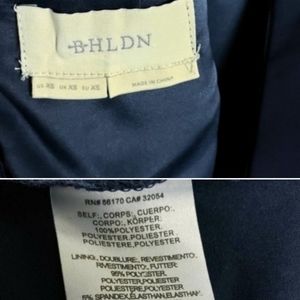 BHLDN
US XS UK XS EU XS
MADE IN CHINA
RN# 66170 CA# 32054
SELF:, CORPS:, CUERPO:,
CORPO:, KÖRPER:
100%POLYESTER,
POLYESTER,POLIESTER
POLIESTERE,POLYESTER.
LINING:, DOUBLURE:, REVESTIMIENTO:,
RIVESTIMENTO:, FUTTER:
95% POLYESTER,
POLYESTER,POLIESTER
POLIESTERE,POLYESTER
5% SPANDEX,ELASTHAN,ELASTHAN,